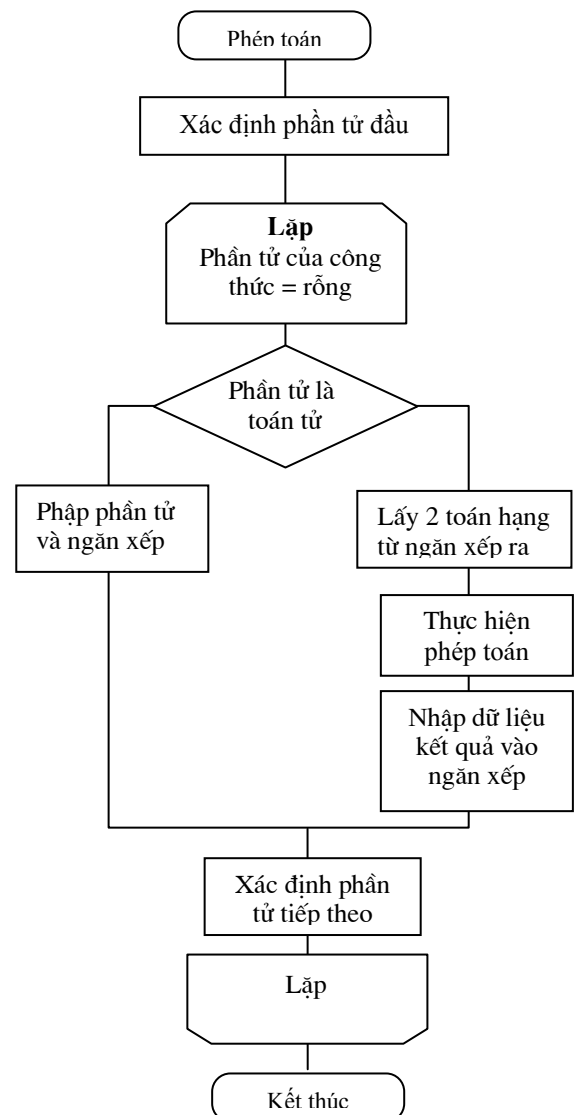 Phép toán
Xác định phần tử đầu
Lặp
Phần tử của công
thức = rỗng
Phần tử là
toán tử
Phập phần tử
và ngăn xếp
Lấy 2 toán hạng
từ ngăn xếp ra
Thực hiện
phép toán
Nhập dữ liệu
kết quả vào
ngăn xếp
Xác định phần
tử tiếp theo
Lặp
Kết thúc